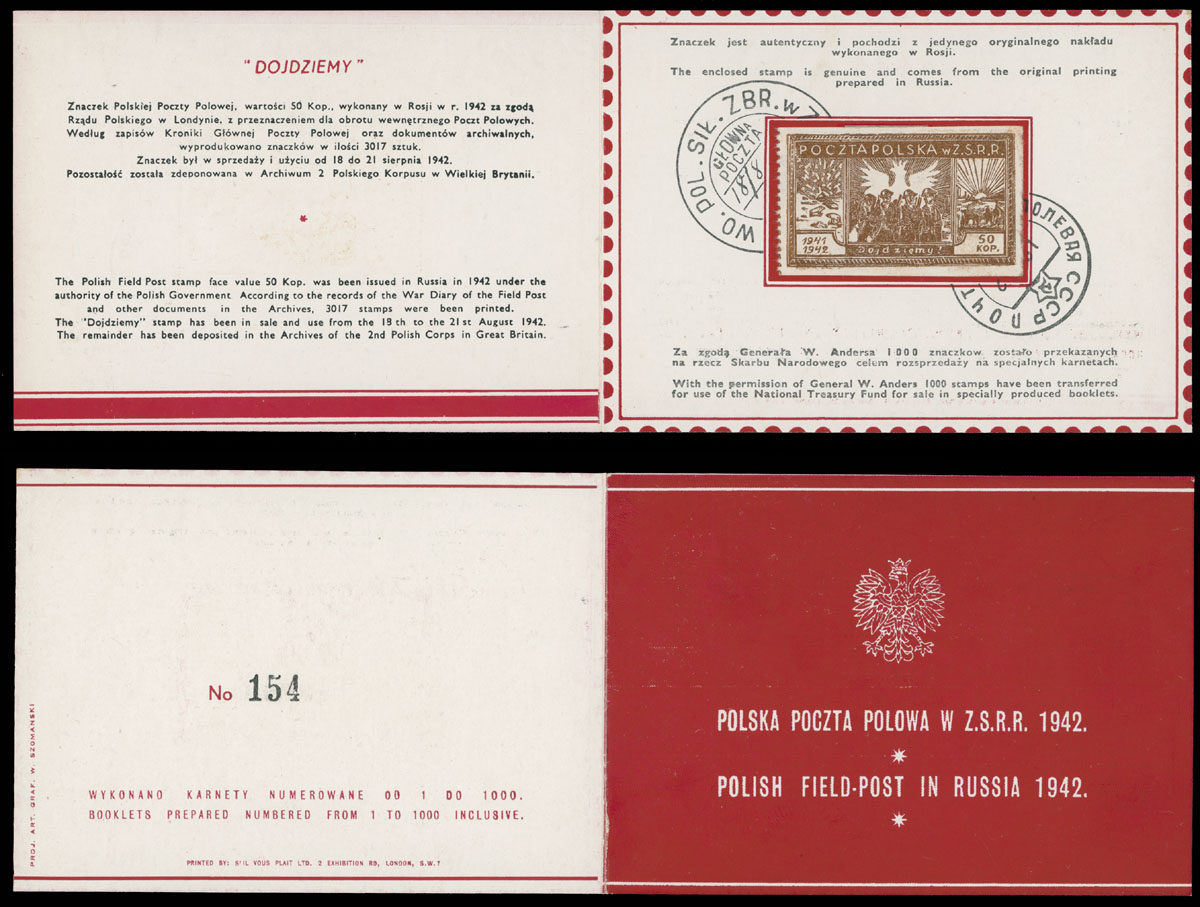 "DOJDZIEMY"
Znaczek Polskiej Poczty Polowej, wartości 50 Kop., wykonany w Rosji w r. 1942 za zgodą
Rządu Polskiego w Londynie, z przeznaczeniem dla obrotu wewnętrznego Poczt Polowych.
Według zapisów Kroniki Głównej Poczty Polowej oraz dokumentów archiwalnych,
wyprodukowano znaczków w ilości 3017 sztuk.
Znaczek był w sprzedaży i użyciu od 18 do 21 sierpnia 1942.
Pozostałość została zdeponowana w Archiwum 2 Polskiego Korpusu w Wielkiej Brytanii.
*
The Polish Field-Post stamp face value 50 Kop. was been issued in Russia in 1942 under the
authority of the Polish Government. According to the records of the War Diary of the Field Post
and other documents in the Archives, 3017 stamps were been printed.
The "Dojdziemy" stamp has been in sale and use from the 18 th to the 21 st August 1942.
The remainder has been deposited in the Archives of the 2nd Polish Corps in Great Britain.
Znaczek jest autentyczny i pochodzi z jedynego oryginalnego nakładu
wykonanego w Rosji.
The enclosed stamp is genuine and comes from the original printing
prepared in Russia.
WO. POL. SIŁ. ZBR. w Z
GŁÓWNA
POCZTA
18/8
POCZTA POLSKA w Z.S.R.R.
1941
1942
Dojdziemy!
50
KOP.
ПОЛЕВАЯ СССР ПОЧТ
Za zgodą Generała W. Andersa 1000 znaczkow zostało przekazanych
na rzecz Skarbu Narodowego celem rozsprzedaży na specjalnych karnetach.
With the permission of General W. Anders 1000 stamps have been transferred
for use of the National Treasury Fund for sale in specially produced booklets.
No 154
WYKONANO KARNETY NUMEROWANE OD 1 DO 1000.
BOOKLETS PREPARED NUMBERED FROM 1 TO 1000 INCLUSIVE.
PRINTED BY: S'IL VOUS PLAIT LTD. 2 EXHIBITION RD, LONDON, S.W.7
PROJ. ART. GRAF. W. SZOMANSKI
POLSKA POCZTA POLOWA W Z.S.R.R. 1942.
*
POLISH FIELD-POST IN RUSSIA 1942.
*